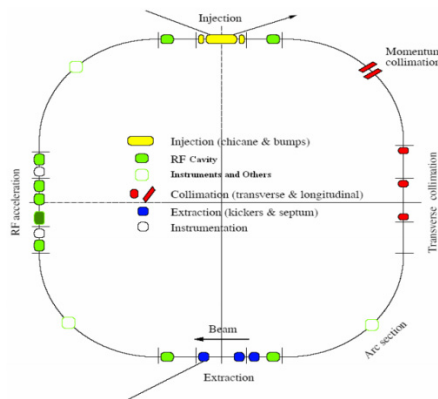 Injection
Momentum
collimation
Injection (chicane & bumps)
RF Cavity
Instruments and Others
Collimation (transverse & longitudinal)
Extraction (kickers & septum)
Instrumentation
RF acceleration
Transverse collimation
Beam
Arc section
Extraction